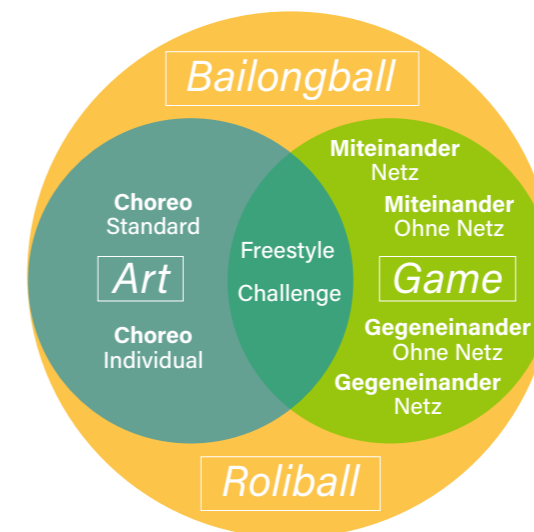 Bailongball
Choreo
Standard
Art
Choreo
Individual
Freestyle
Challenge
Miteinander
Netz
Miteinander
Ohne Netz
Game
Gegeneinander
Ohne Netz
Gegeneinander
Netz
Roliball